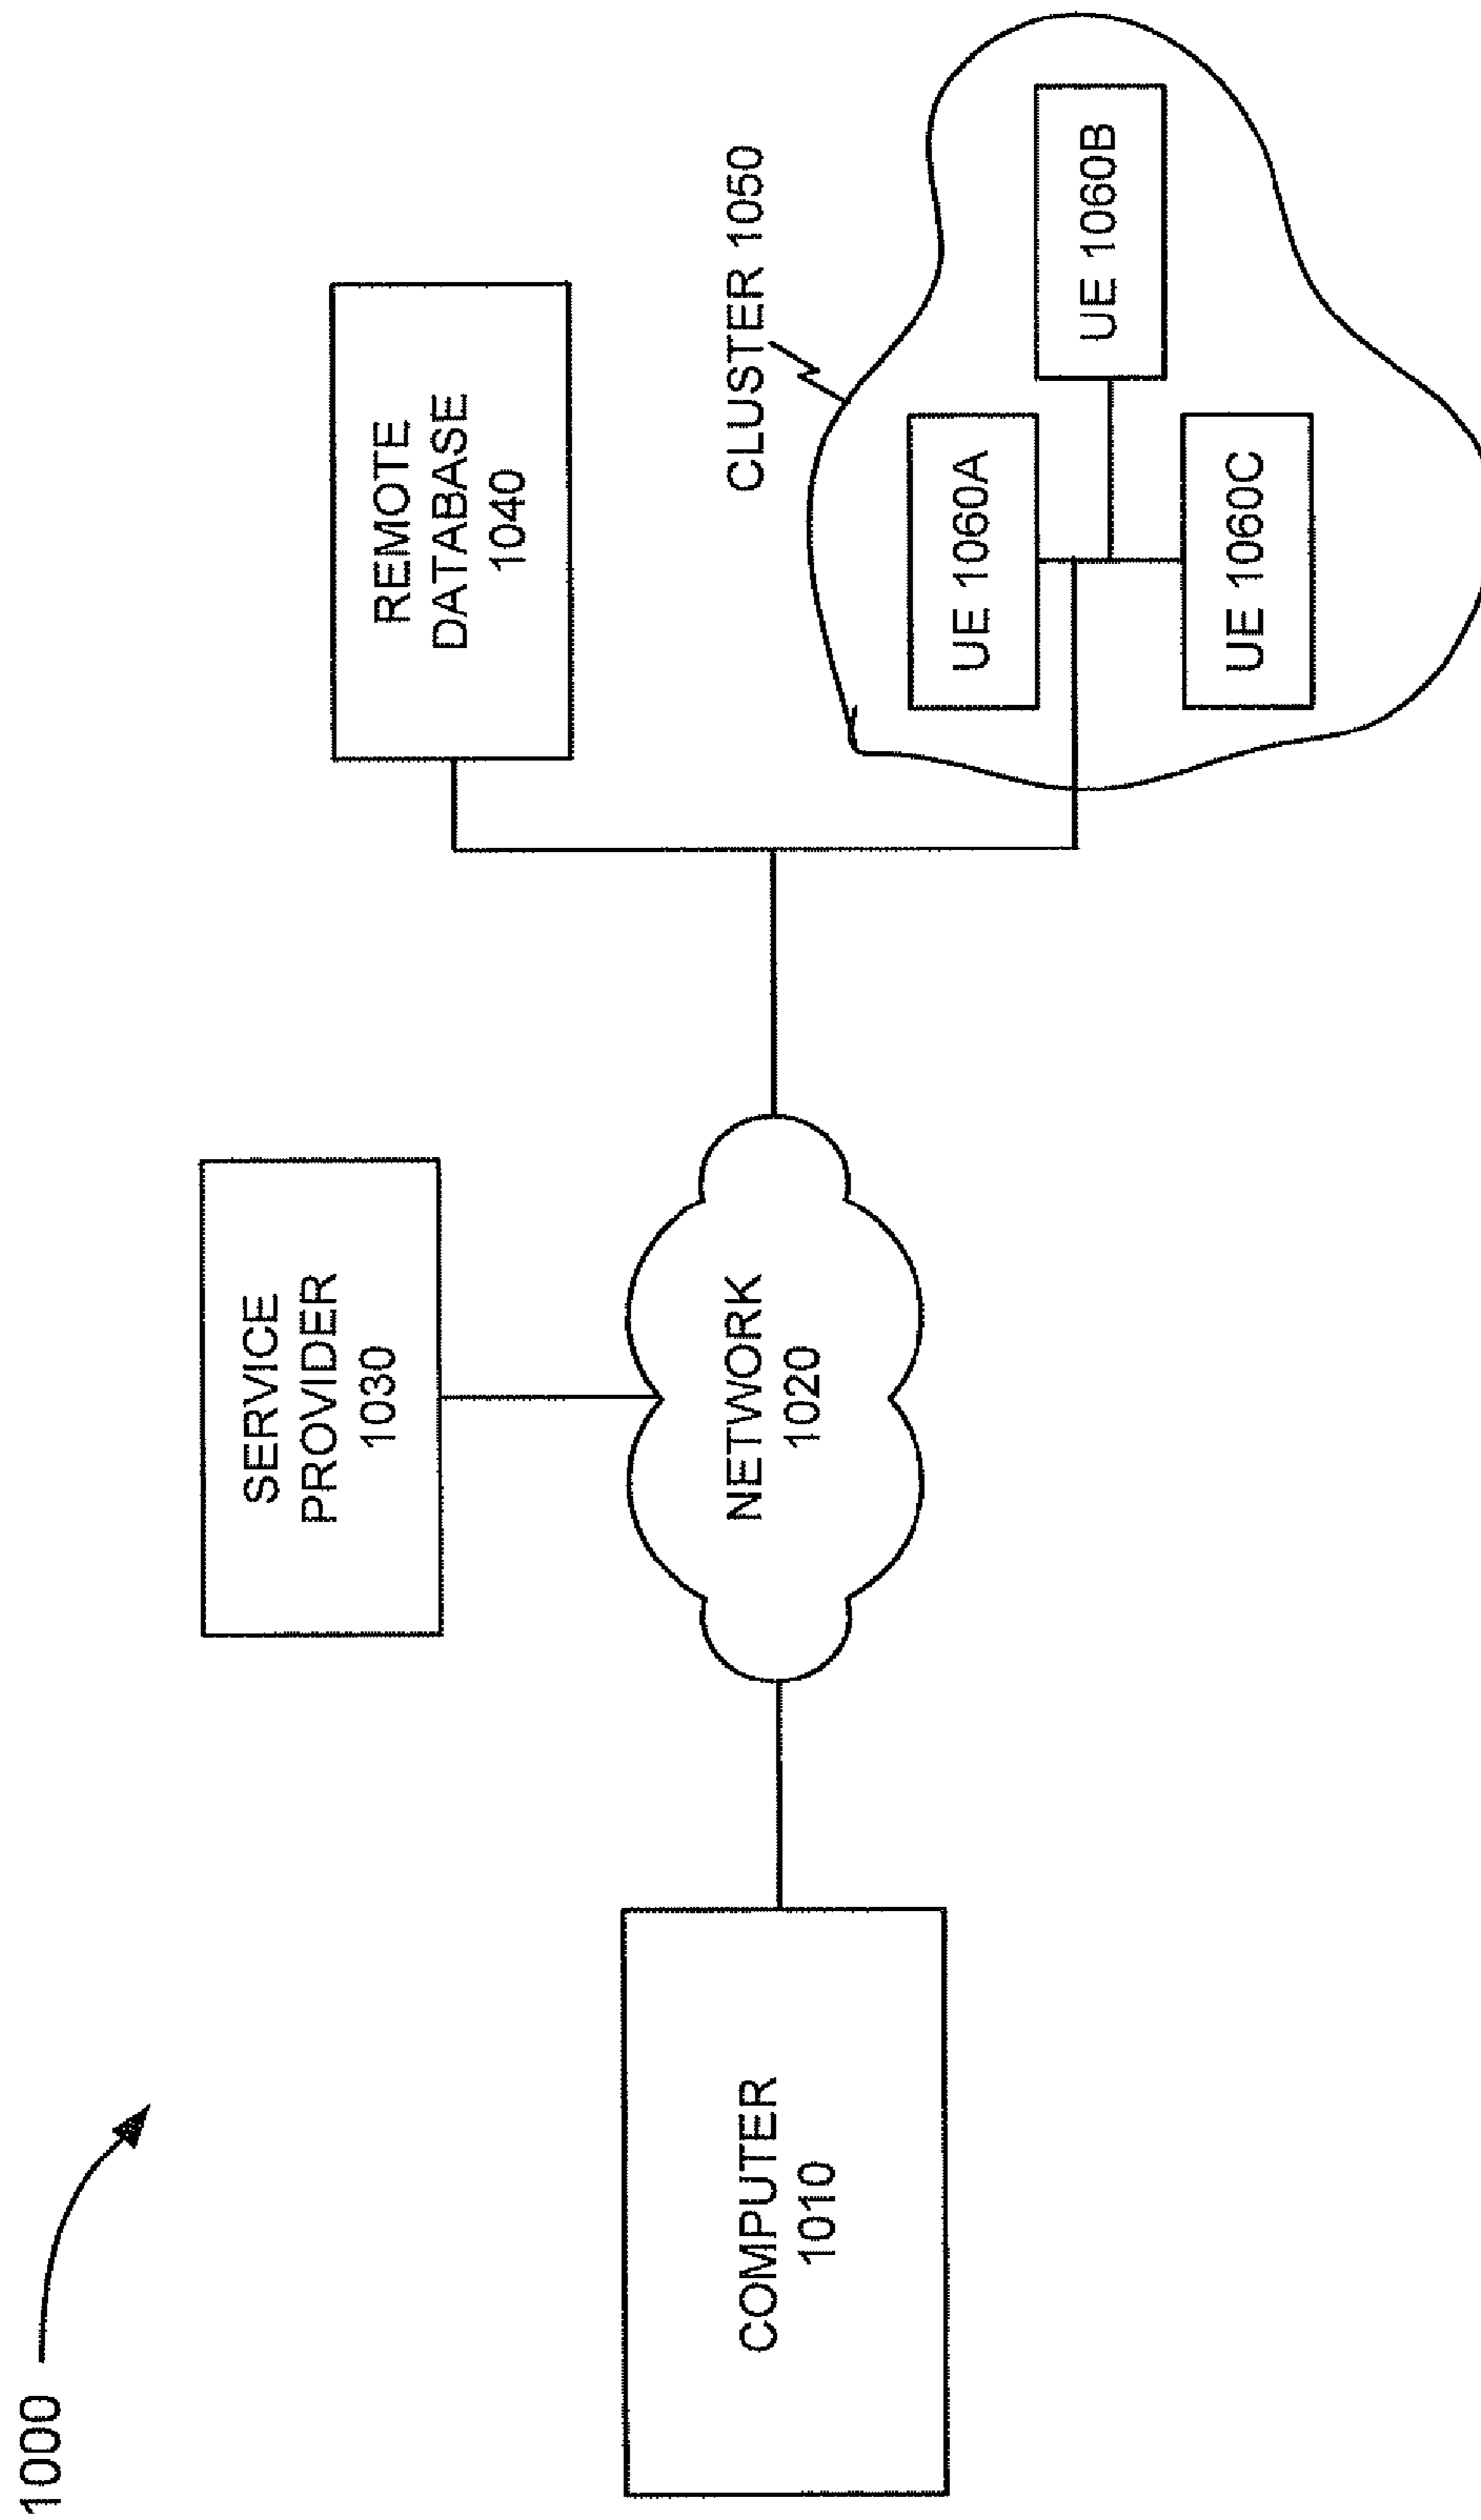 1000
SERVICE
PROVIDER
1030
REMOTE
DATABASE
1040
COMPUTER
1010
NETWORK
1020
CLUSTER 1050
UE 1060A
UE 1060B
UE 1060C